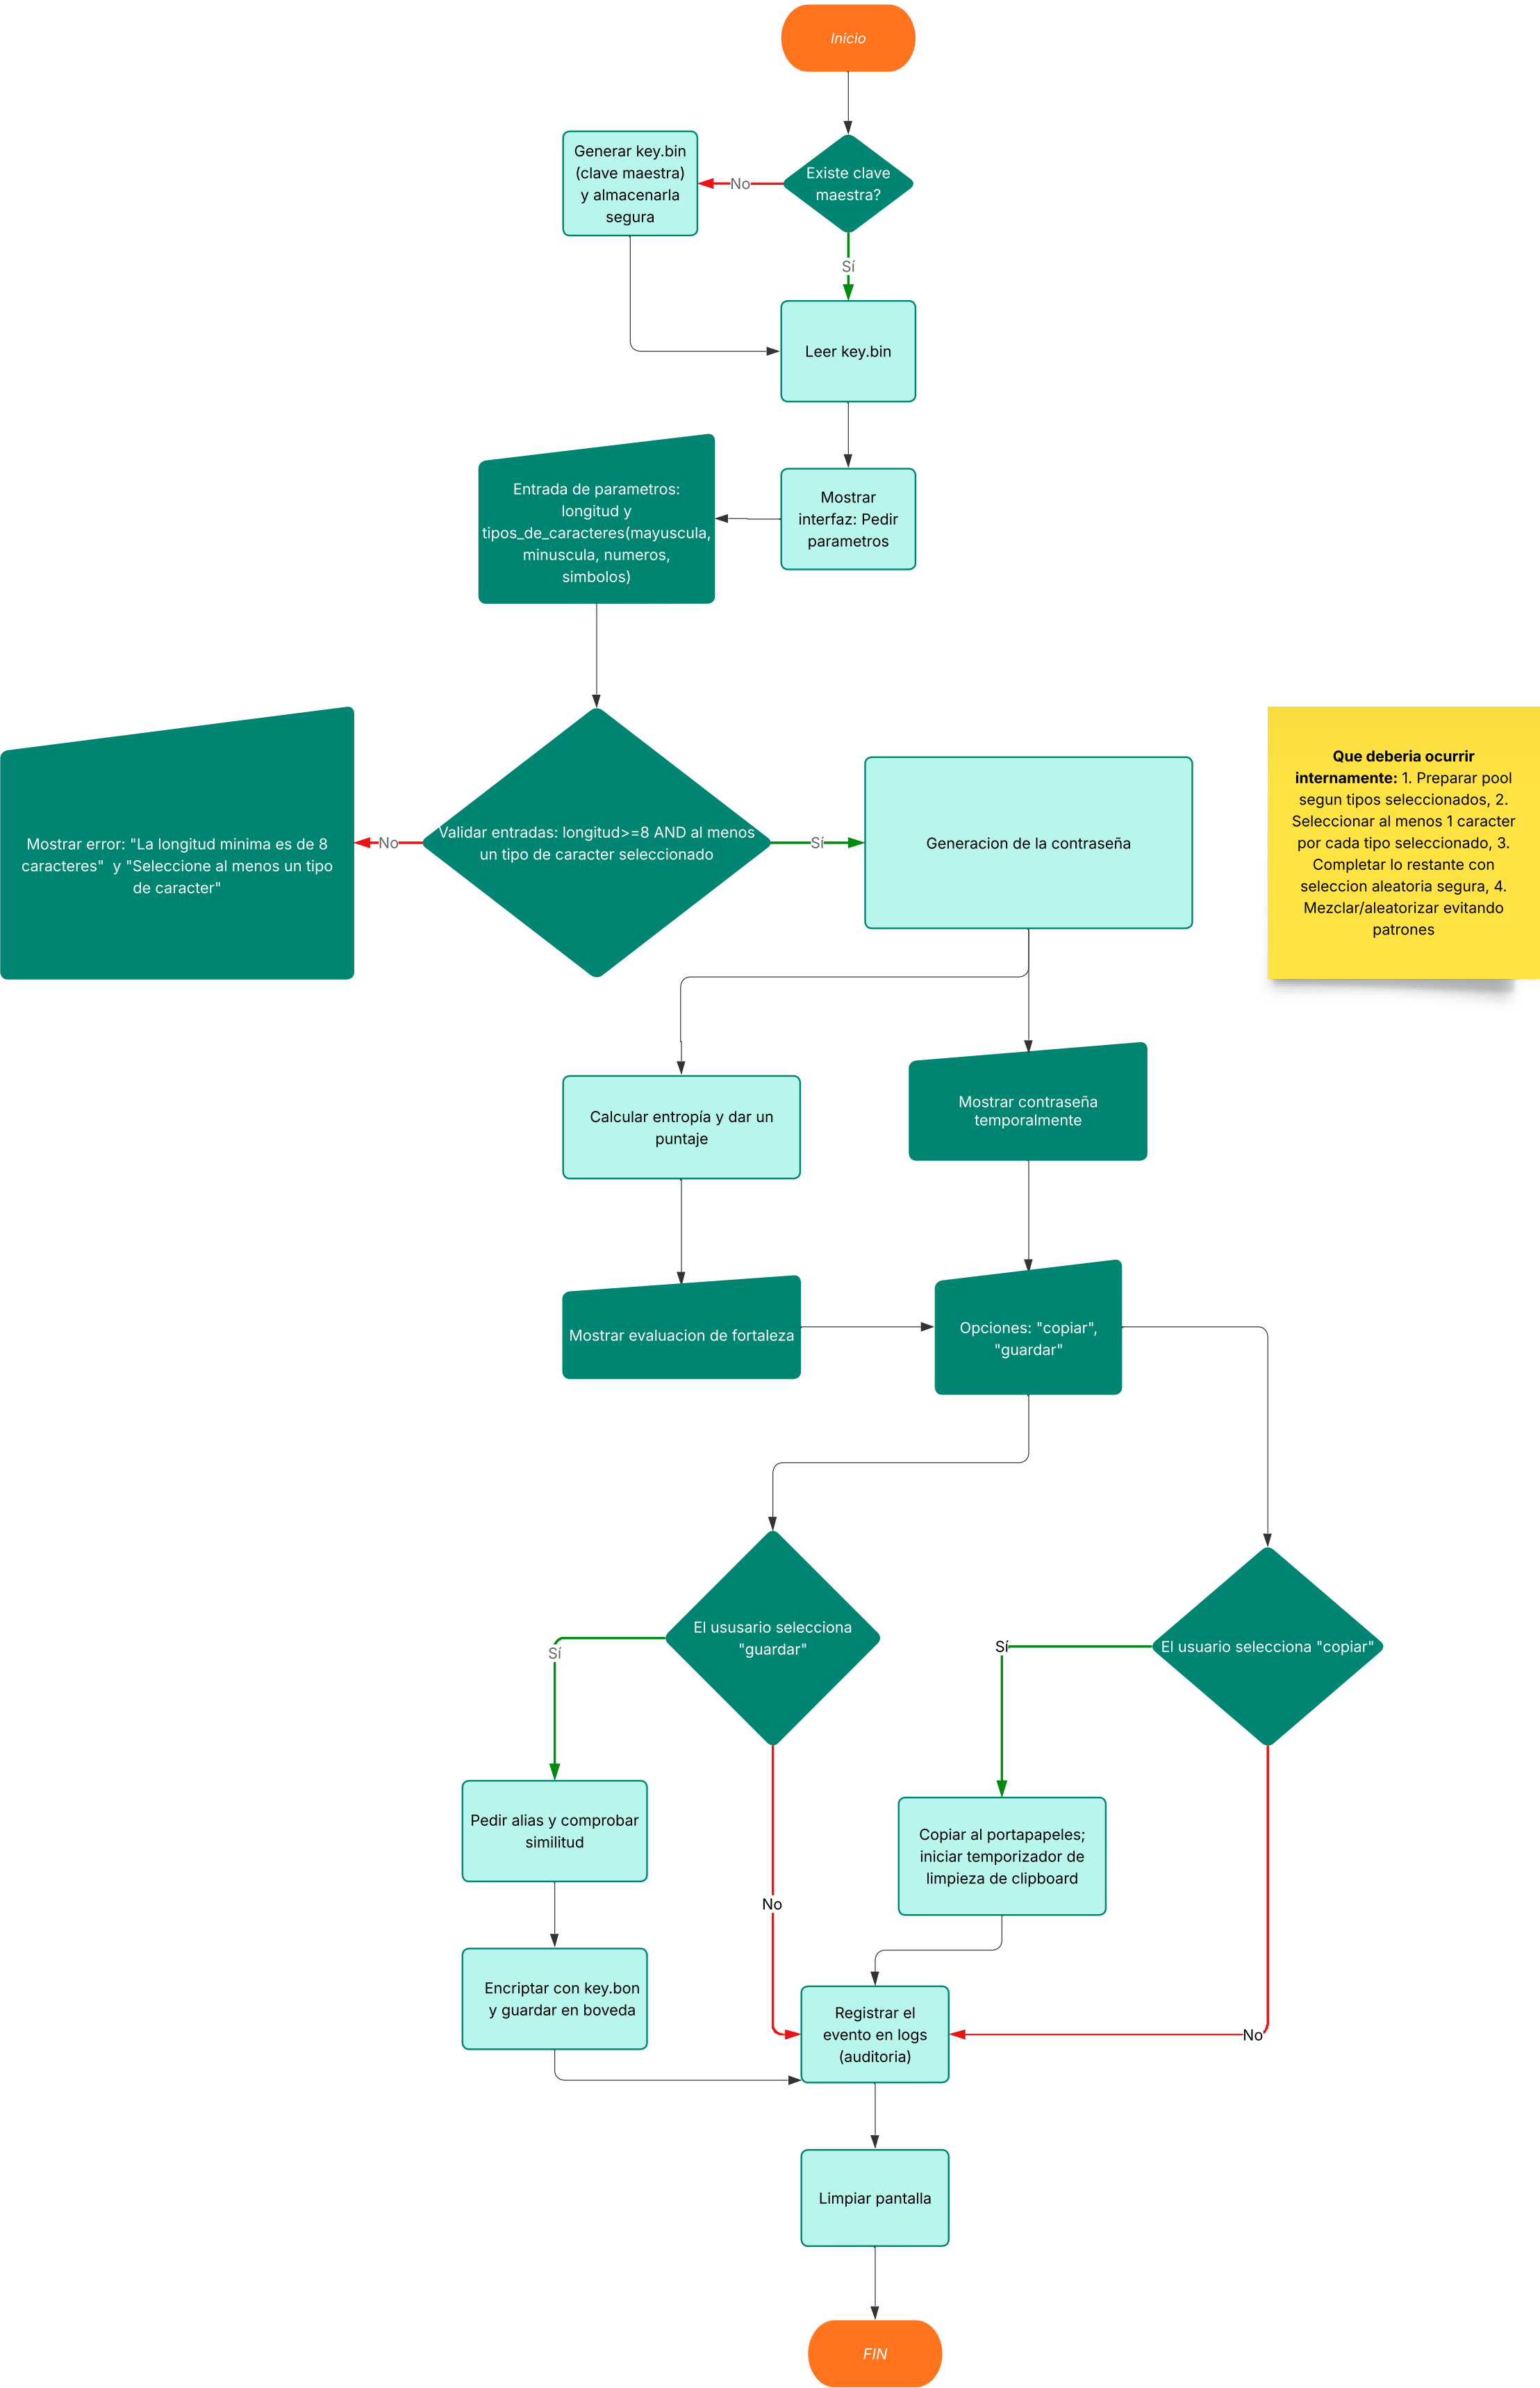 Inicio
Existe clave
maestra?
No
Generar key.bin
(clave maestra)
y almacenarla
segura
Sí
Leer key.bin
Mostrar
interfaz: Pedir
parametros
Entrada de parametros:
longitud y
tipos_de_caracteres(mayuscula,
minuscula, numeros,
simbolos)
Validar entradas: longitud>=8 AND al menos
un tipo de caracter seleccionado
No
Mostrar error: "La longitud minima es de 8
caracteres"  y "Seleccione al menos un tipo
de caracter"
Sí
Generacion de la contraseña
Que deberia ocurrir
internamente: 1. Preparar pool
segun tipos seleccionados, 2.
Seleccionar al menos 1 caracter
por cada tipo seleccionado, 3.
Completar lo restante con
seleccion aleatoria segura, 4.
Mezclar/aleatorizar evitando
patrones
Calcular entropía y dar un
puntaje
Mostrar contraseña
temporalmente
Mostrar evaluacion de fortaleza
Opciones: "copiar",
"guardar"
El ususario selecciona
"guardar"
El usuario selecciona "copiar"
Sí
Sí
Pedir alias y comprobar
similitud
Copiar al portapapeles;
iniciar temporizador de
limpieza de clipboard
No
Encriptar con key.bon
y guardar en boveda
Registrar el
evento en logs
(auditoria)
No
Limpiar pantalla
FIN